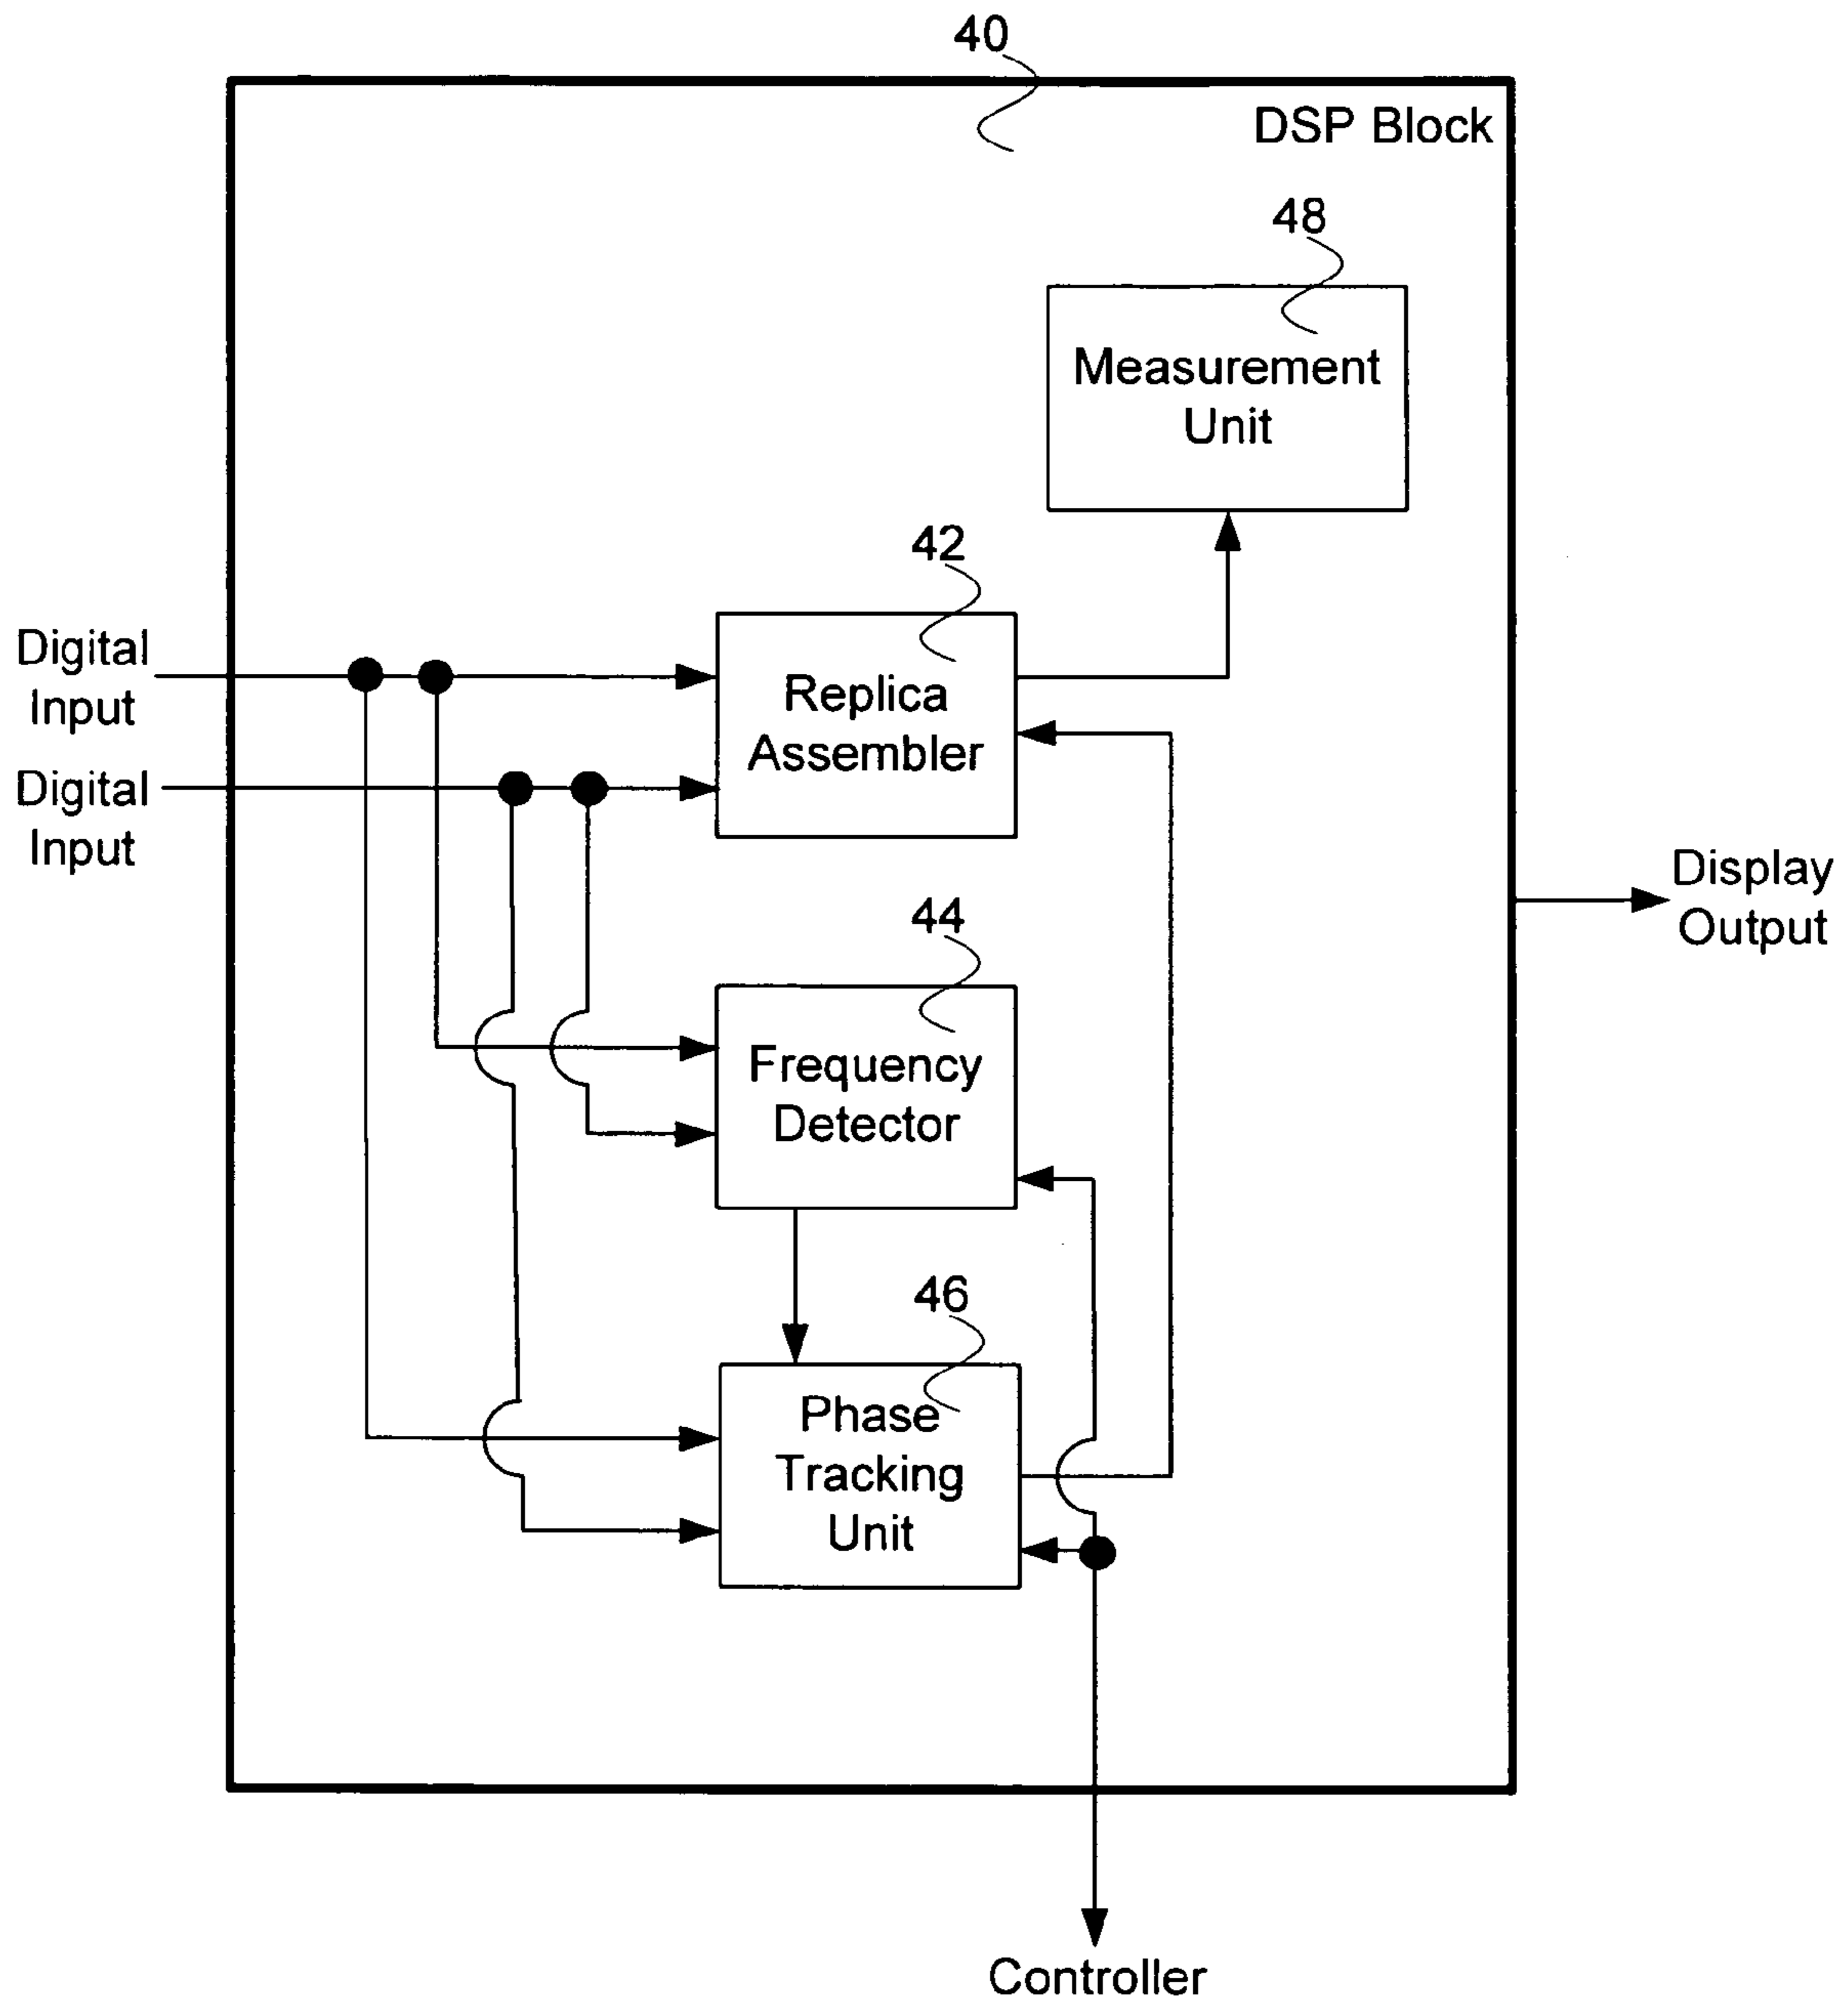 40
DSP Block
48
Measurement
Unit
42
Digital
Input
Replica
Assembler
Digital
Input
Display
Output
44
Frequency
Detector
46
Phase
Tracking
Unit
Controller